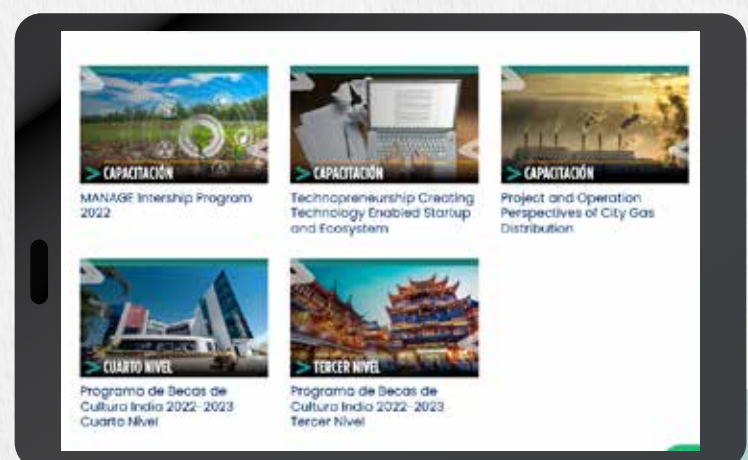 > CAPACITACIÓN
MANAGE Intership Program
2022
> CAPACITACIÓN
Technopreneurship Creating
Technology Enabled Startup
and Ecosystem
> CAPACITACIÓN
Project and Operation
Perspectives of City Gas
Distribution
> CUARTO NIVEL
Programa de Becas de
Cultura India 2022-2023
Cuarto Nivel
> TERCER NIVEL
Programa de Becas de
Cultura India 2022-2023
Tercer Nivel